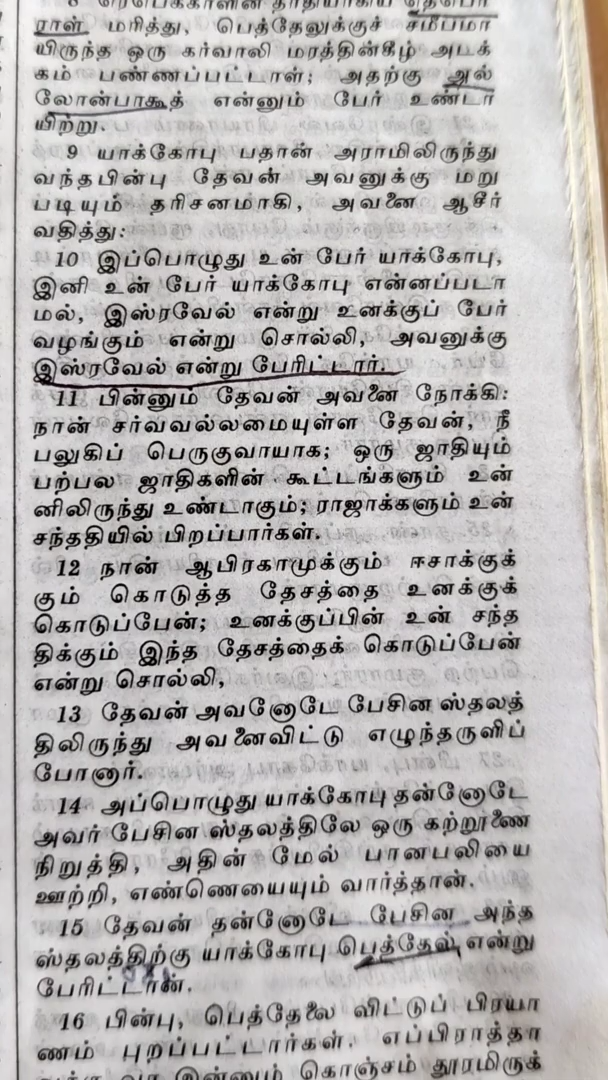 8 ரெபெக்காளின் தாதியாகிய தெபொ
ராள் மரித்து, பெத்தேலுக்குச் சமீபமா
யிருந்த ஒரு கர்வாலி மரத்தின்கீழ் அடக்
கம் பண்ணப்பட்டாள்; அதற்கு அல்
லோன்பாகூத் என்னும் பேர் உண்டா
யிற்று.
9 யாக்கோபு பதான் அராமிலிருந்து
வந்தபின்பு தேவன் அவனுக்கு மறு
படியும் தரிசனமாகி, அவனை ஆசீர்
வதித்து:
10 இப்பொழுது உன் பேர் யாக்கோபு,
இனி உன் பேர் யாக்கோபு என்னப்படா
மல், இஸ்ரவேல் என்று உனக்குப் பேர்
வழங்கும் என்று சொல்லி, அவனுக்கு
இஸ்ரவேல் என்று பேரிட்டார்.
11 பின்னும் தேவன் அவனை நோக்கி:
நான் சர்வவல்லமையுள்ள தேவன், நீ
பலுகிப் பெருகுவாயாக; ஒரு ஜாதியும்
பற்பல ஜாதிகளின் கூட்டங்களும் உன்
னிலிருந்து உண்டாகும்; ராஜாக்களும் உன்
சந்ததியில் பிறப்பார்கள்.
12 நான் ஆபிரகாமுக்கும் ஈசாக்குக்
கும் கொடுத்த தேசத்தை உனக்குக்
கொடுப்பேன்; உனக்குப்பின் உன் சந்த
திக்கும் இந்த தேசத்தைக் கொடுப்பேன்
என்று சொல்லி,
13 தேவன் அவனோடே பேசின ஸ்தலத்
திலிருந்து அவனைவிட்டு எழுந்தருளிப்
போனார்.
14 அப்பொழுது யாக்கோபு தன்னோடே
அவர் பேசின ஸ்தலத்திலே ஒரு கற்றூணை
நிறுத்தி, அதின் மேல் பானபலியை
ஊற்றி, எண்ணெயையும் வார்த்தான்.
15 தேவன் தன்னோடே பேசின அந்த
ஸ்தலத்திற்கு யாக்கோபு பெத்தேல் என்று
பேரிட்டான்.
16 பின்பு, பெத்தேலை விட்டுப் பிரயா
ணம் புறப்பட்டார்கள். எப்பிராத்தா
வுக்கு வர இன்னும் கொஞ்சம் தூரமிருக்